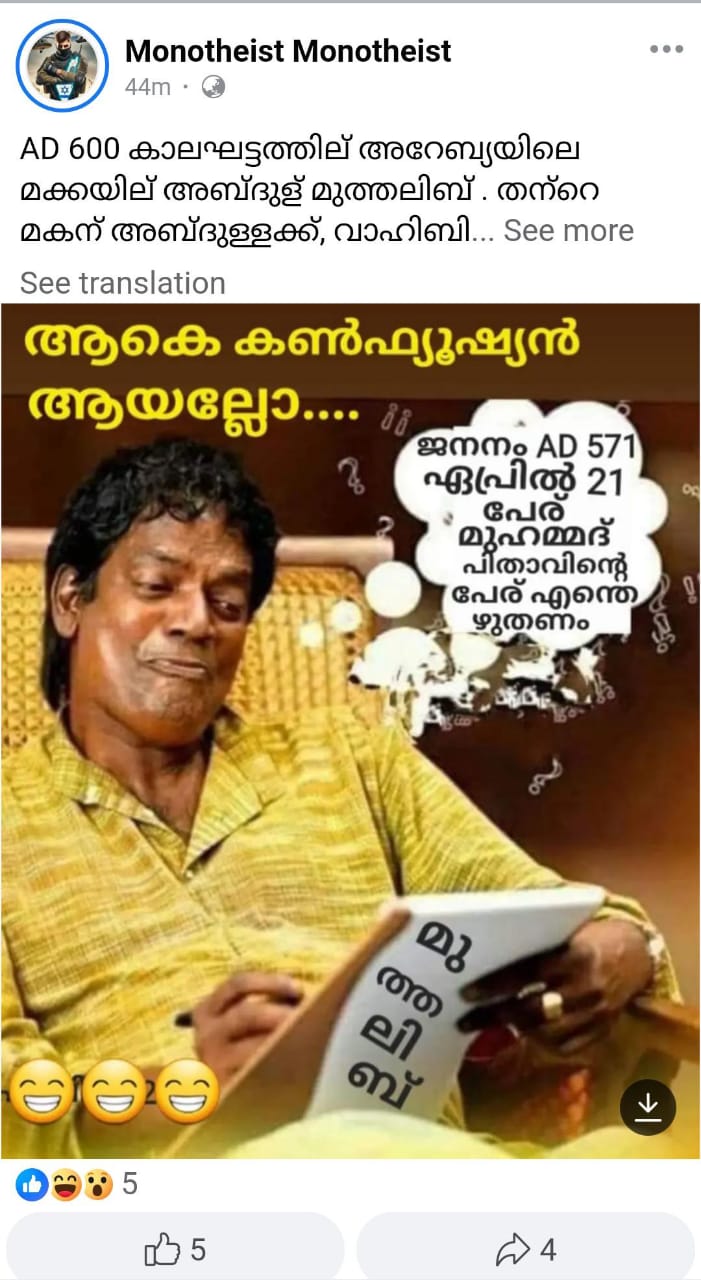 Monotheist Monotheist
44m
AD 600 കാലഘട്ടത്തില് അറേബ്യയിലെ
മക്കയില് അബ്ദുള് മുത്തലിബ് . തന്റെ
മകന് അബ്ദുള്ളക്ക്, വാഹിബി... See more
See translation
ആകെ കൺഫ്യൂഷ്യൻ
ആയല്ലോ....
ജനനം AD 571
ഏപ്രിൽ 21
പേര്
മുഹമ്മദ്
പിതാവിന്റെ
പേര് എന്തെ
ഴുതണം
മു
ത്ത
ലി
ബ്
5
5
4